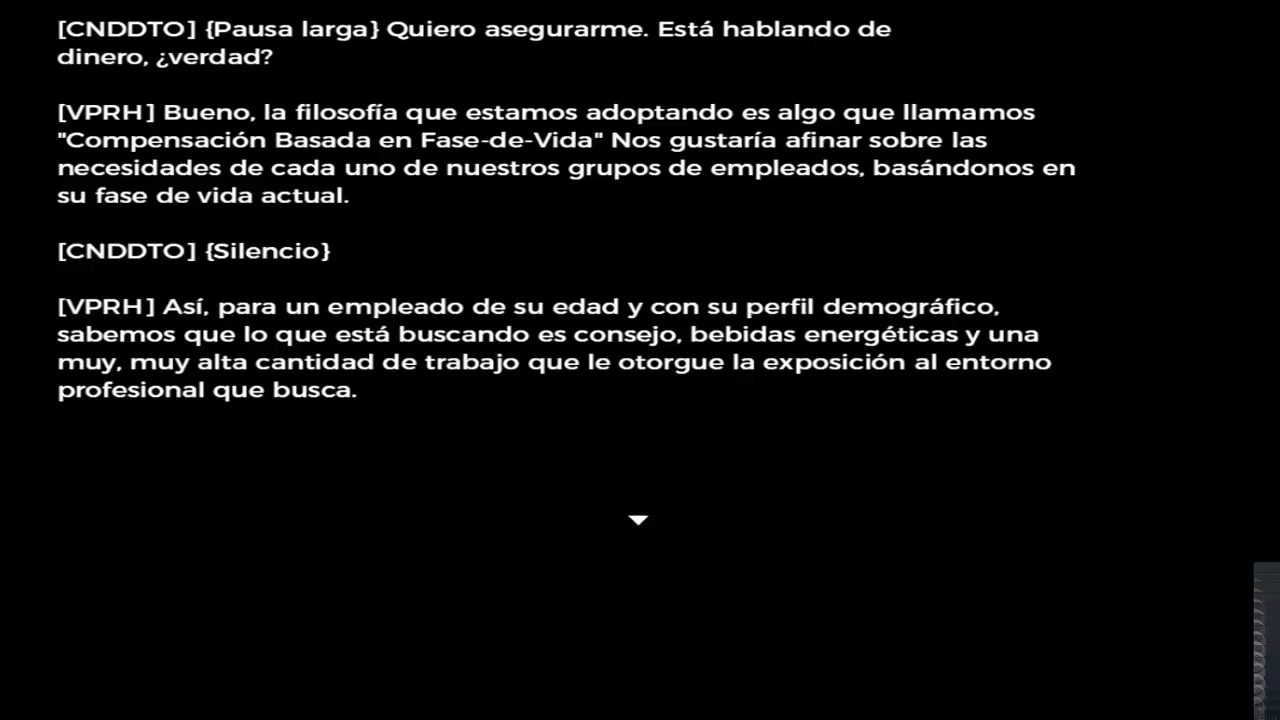 [CNDDTO] {Pausa larga} Quiero asegurarme. Está hablando de
dinero, ¿verdad?
[VPRH] Bueno, la filosofía que estamos adoptando es algo que llamamos
"Compensación Basada en Fase-de-Vida" Nos gustaría afinar sobre las
necesidades de cada uno de nuestros grupos de empleados, basándonos en
su fase de vida actual.
[CNDDTO] {Silencio}
[VPRH] Así, para un empleado de su edad y con su perfil demográfico,
sabemos que lo que está buscando es consejo, bebidas energéticas y una
muy, muy alta cantidad de trabajo que le otorgue la exposición al entorno
profesional que busca.